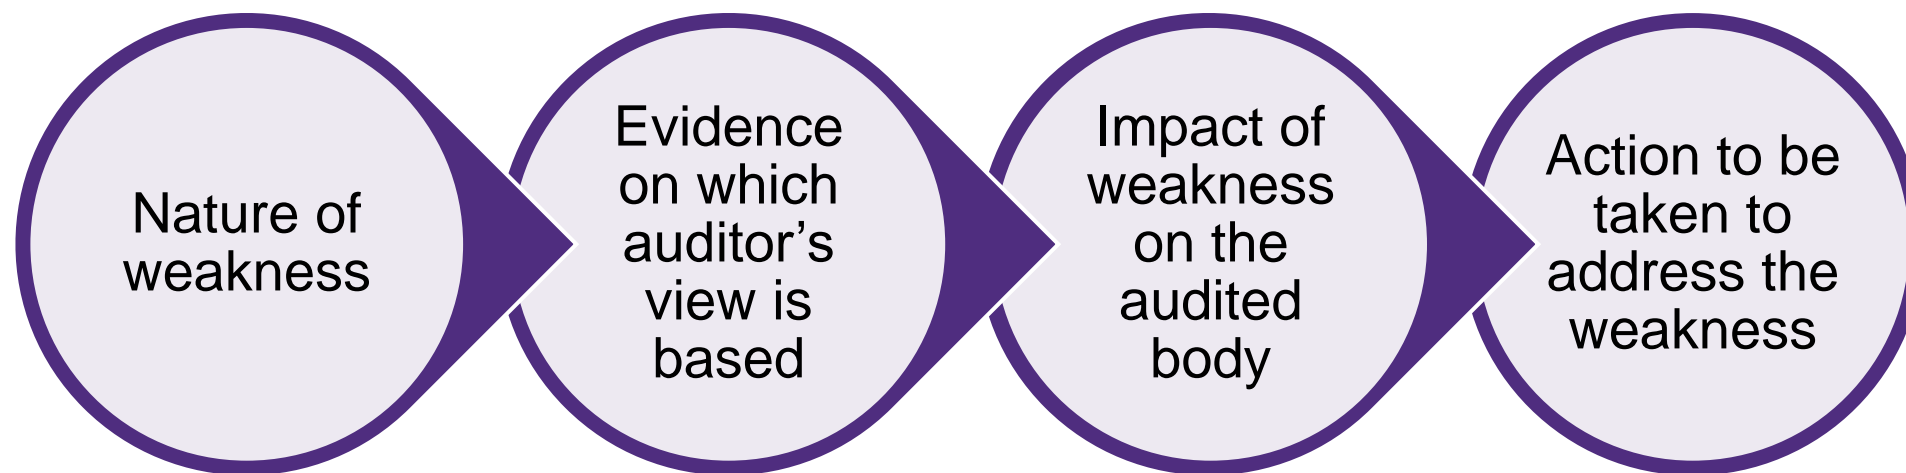 Nature of
weakness
Evidence
on which
auditor’s
view is
based
Impact of
weakness
on the
audited
body
Action to be
taken to
address the
weakness